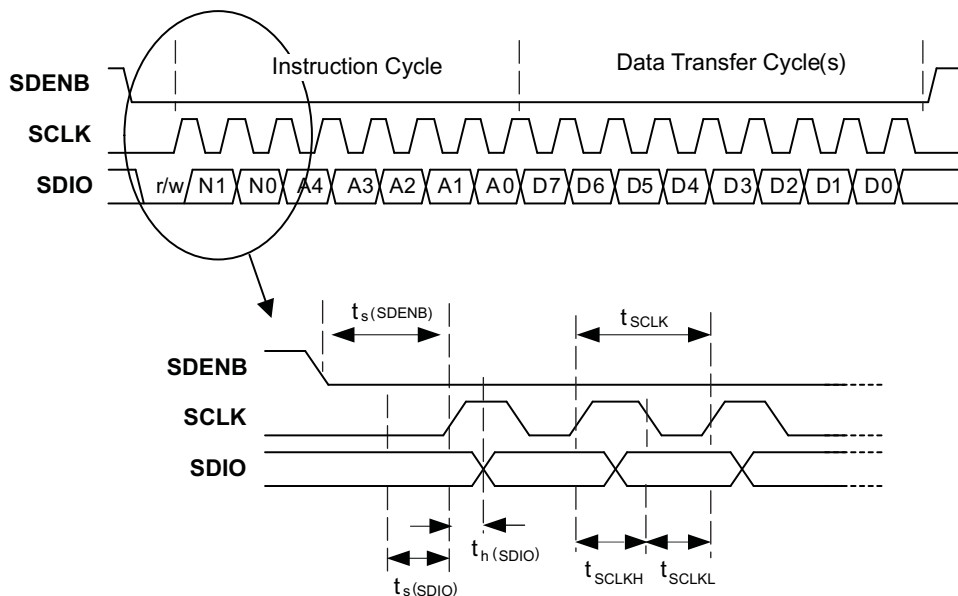 Instruction Cycle Data Transfer Cycle(s)
SDENB
SCLK
SDIO r/w N1 N0 A4 A3 A2 A1 A0 D7 D6 D5 D4 D3 D2 D1 D0
ts(SDENB) tSCLK
SDENB
SCLK
SDIO
th(SDIO)
ts(SDIO)
tSCLKH tSCLKL